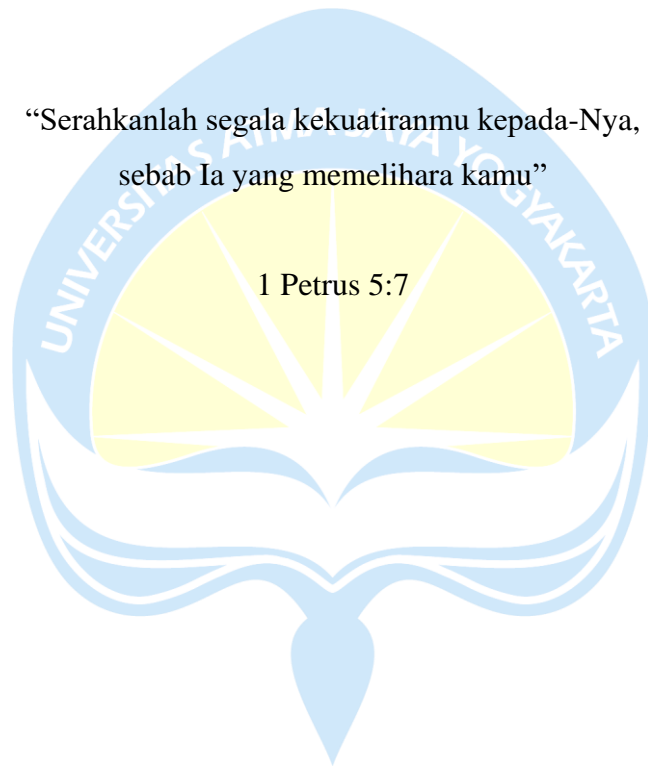 “Serahkanlah segala kekuatiranmu kepada-Nya,
sebab Ia yang memelihara kamu”
1 Petrus 5:7
UNIVERSITAS ATMA JAYA YOGYAKARTA